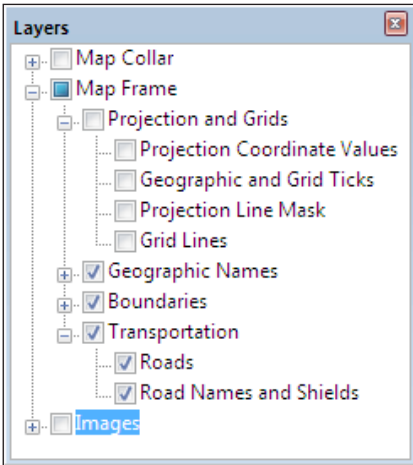 Layers
Map Collar
Map Frame
Projection and Grids
Projection Coordinate Values
Geographic and Grid Ticks
Projection Line Mask
Grid Lines
Geographic Names
Boundaries
Transportation
Roads
Road Names and Shields
Images